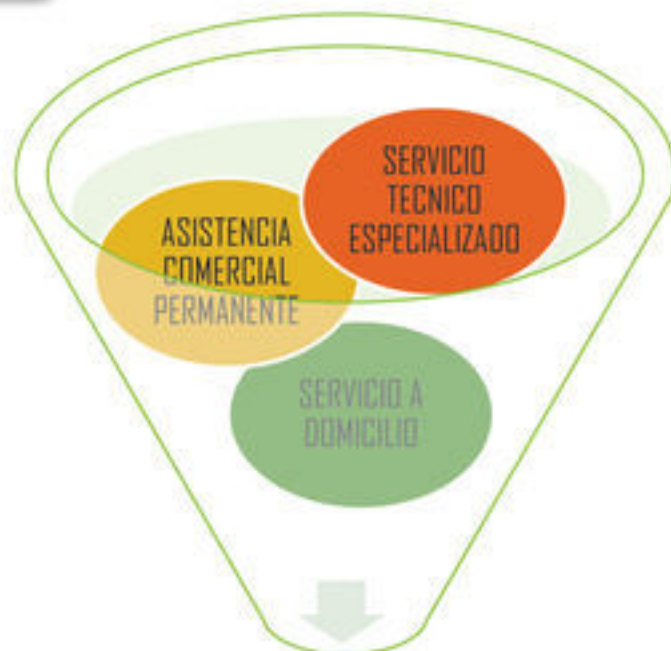 SERVICIO
TECNICO
ESPECIALIZADO
ASISTENCIA
COMERCIAL
PERMANENTE
SERVICIO A
DOMICILIO